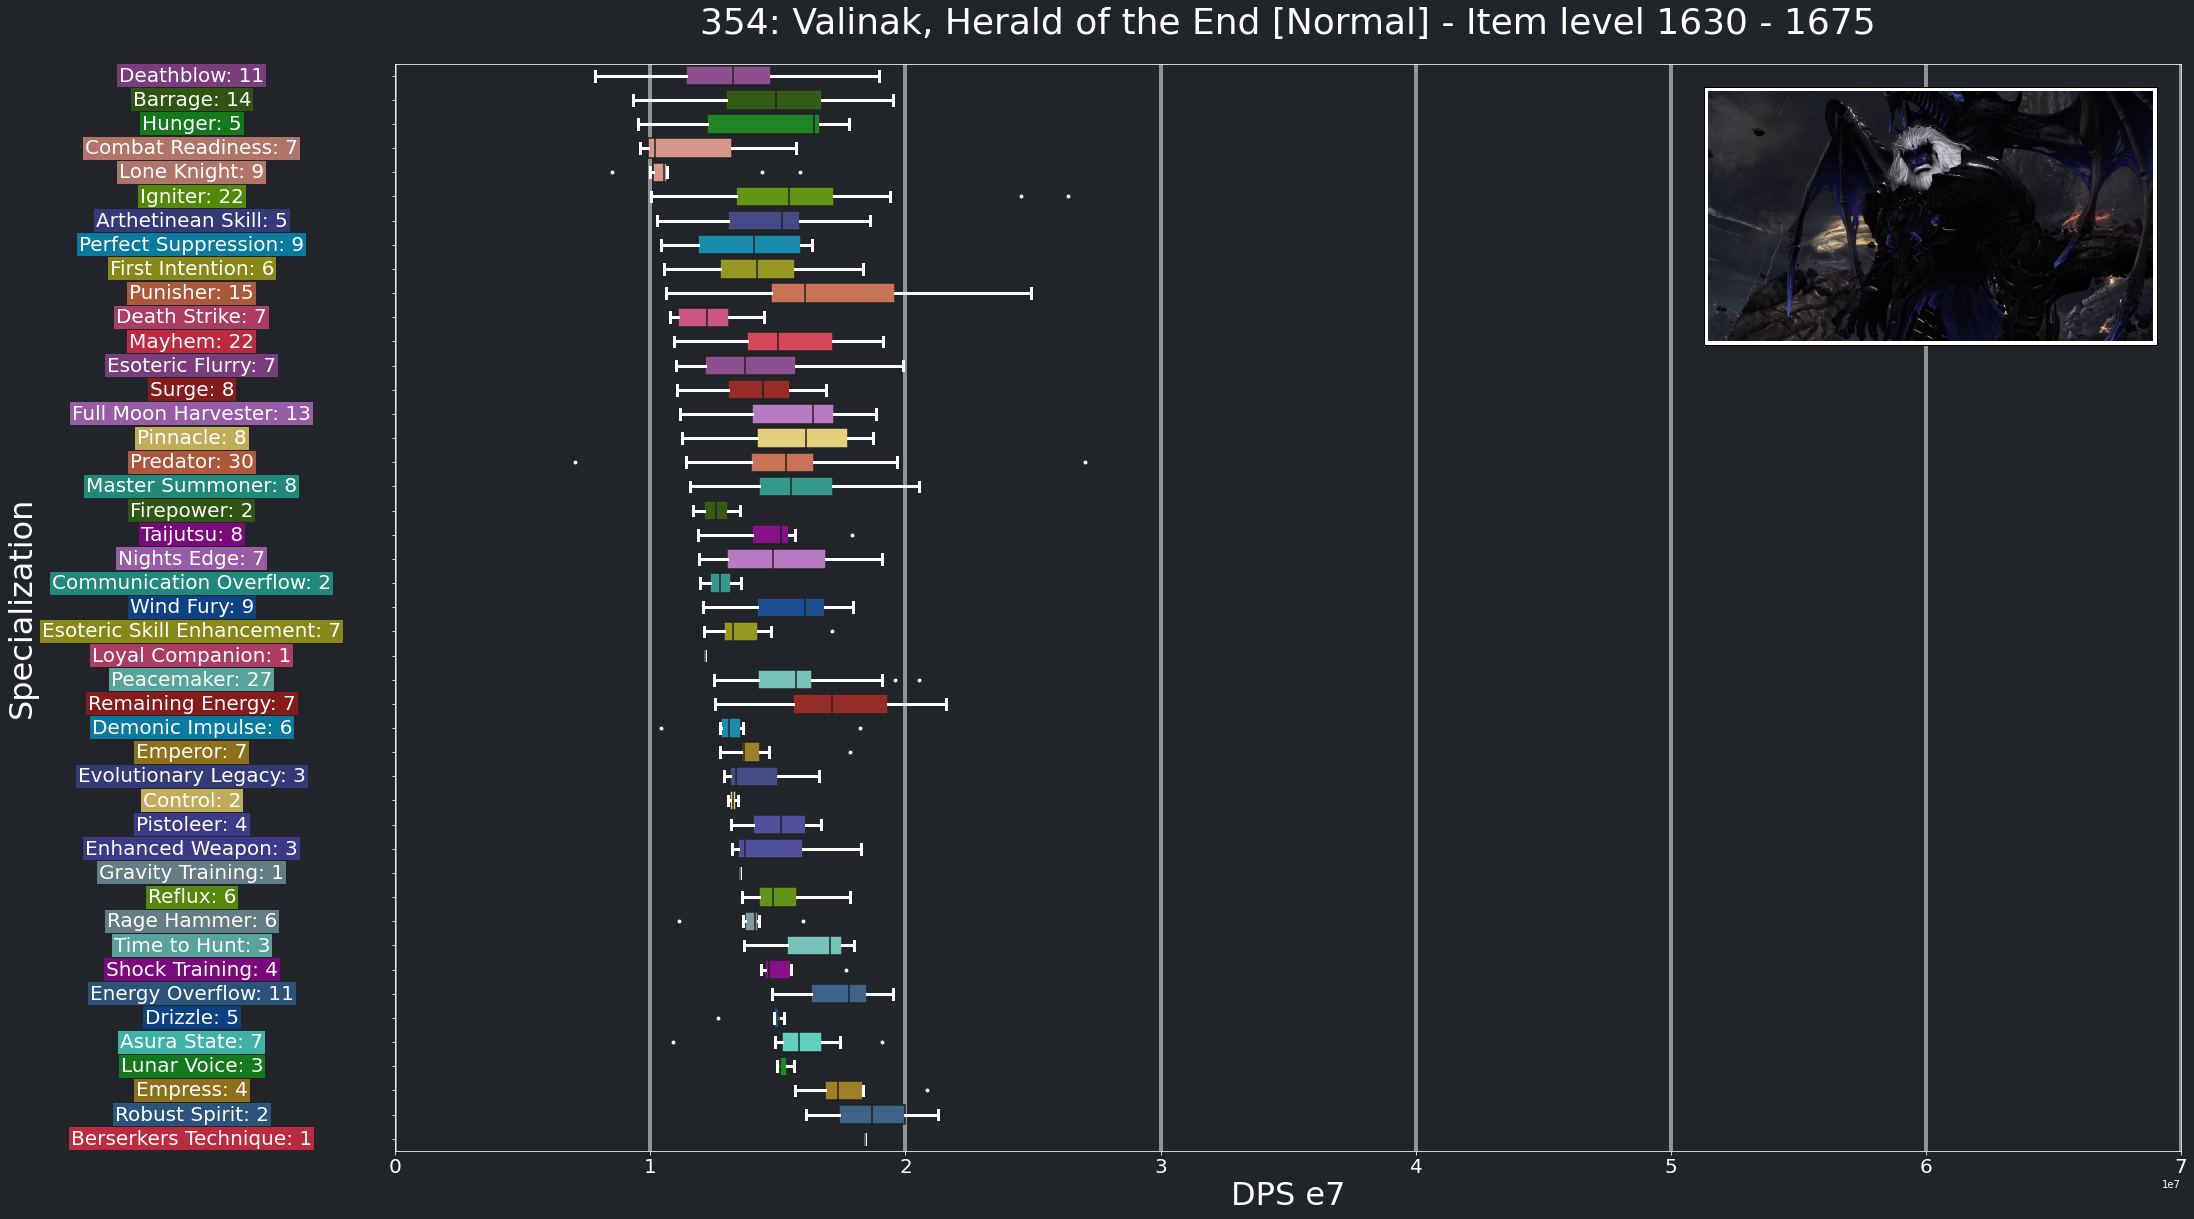 354: Valinak, Herald of the End [Normal] - Item level 1630 - 1675
Deathblow: 11
Barrage: 14
Hunger: 5
Combat Readiness: 7
Lone Knight: 9
Igniter: 22
Arthetinean Skill: 5
Perfect Suppression: 9
First Intention: 6
Punisher: 15
Death Strike: 7
Mayhem: 22
Esoteric Flurry: 7
Surge: 8
Full Moon Harvester: 13
Pinnacle: 8
Predator: 30
Master Summoner: 8
Firepower: 2
Taijutsu: 8
Nights Edge: 7
Communication Overflow: 2
Wind Fury: 9
Esoteric Skill Enhancement: 7
Loyal Companion: 1
Peacemaker: 27
Remaining Energy: 7
Demonic Impulse: 6
Emperor: 7
Evolutionary Legacy: 3
Control: 2
Pistoleer: 4
Enhanced Weapon: 3
Gravity Training: 1
Reflux: 6
Rage Hammer: 6
Time to Hunt: 3
Shock Training: 4
Energy Overflow: 11
Drizzle: 5
Asura State: 7
Lunar Voice: 3
Empress: 4
Robust Spirit: 2
Berserkers Technique: 1
Specialization
0 1 2 3 4 5 6 7
1e7
DPS e7